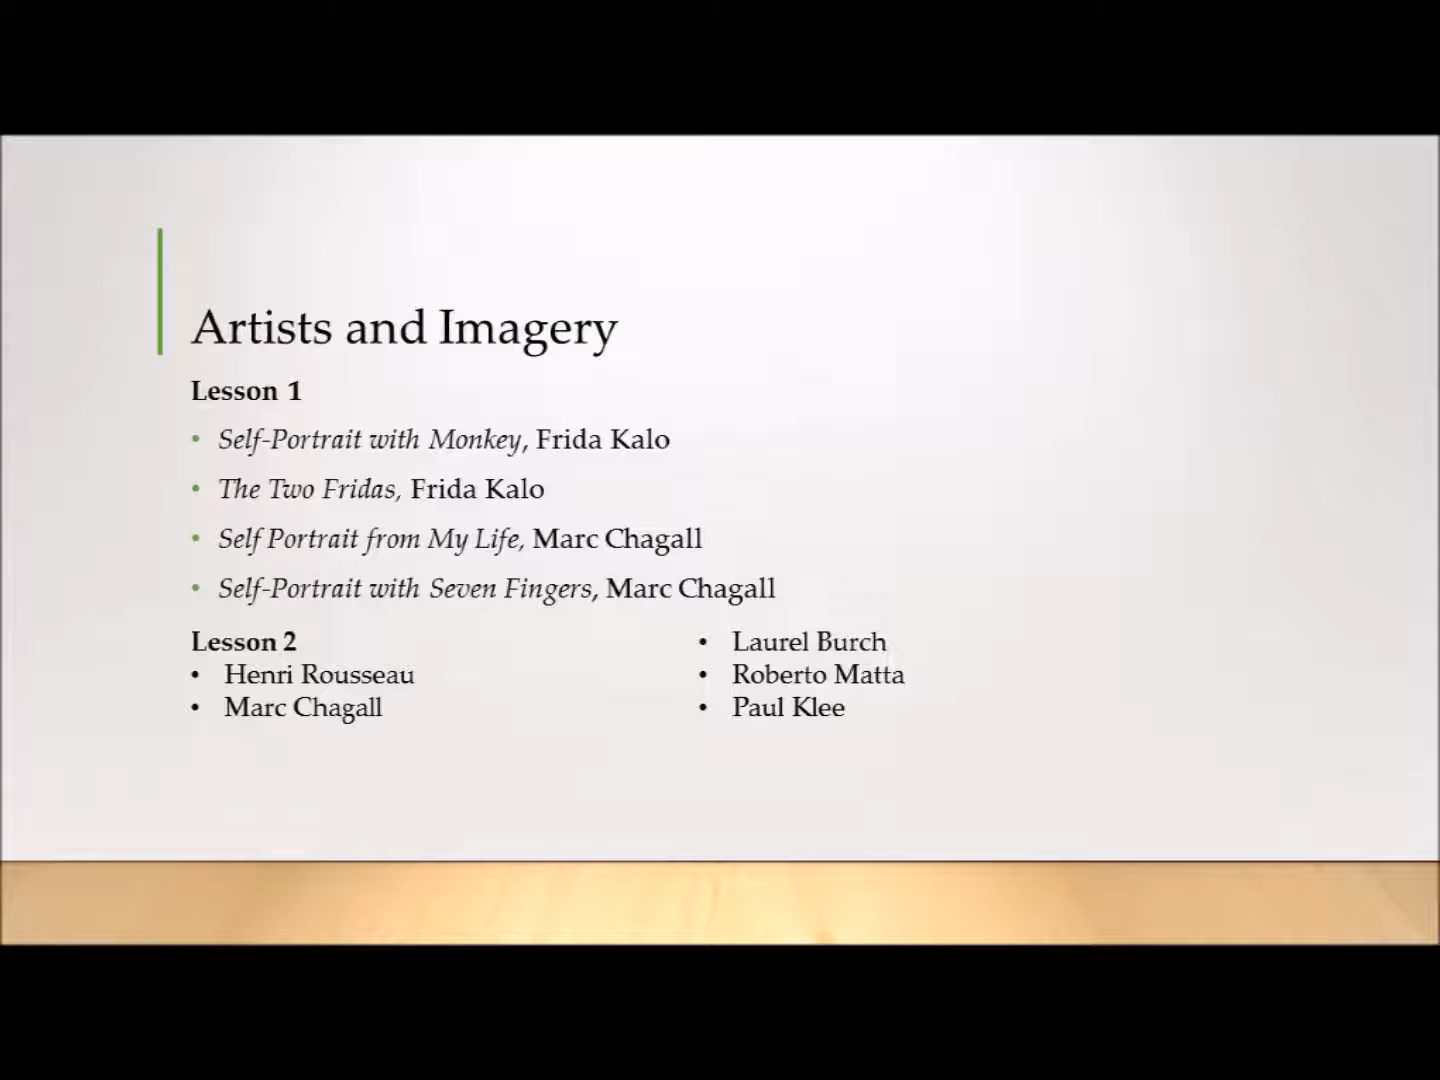 Artists and Imagery
Lesson 1
• Self-Portrait with Monkey, Frida Kalo
• The Two Fridas, Frida Kalo
• Self Portrait from My Life, Marc Chagall
• Self-Portrait with Seven Fingers, Marc Chagall
Lesson 2
• Henri Rousseau
• Marc Chagall
• Laurel Burch
• Roberto Matta
• Paul Klee